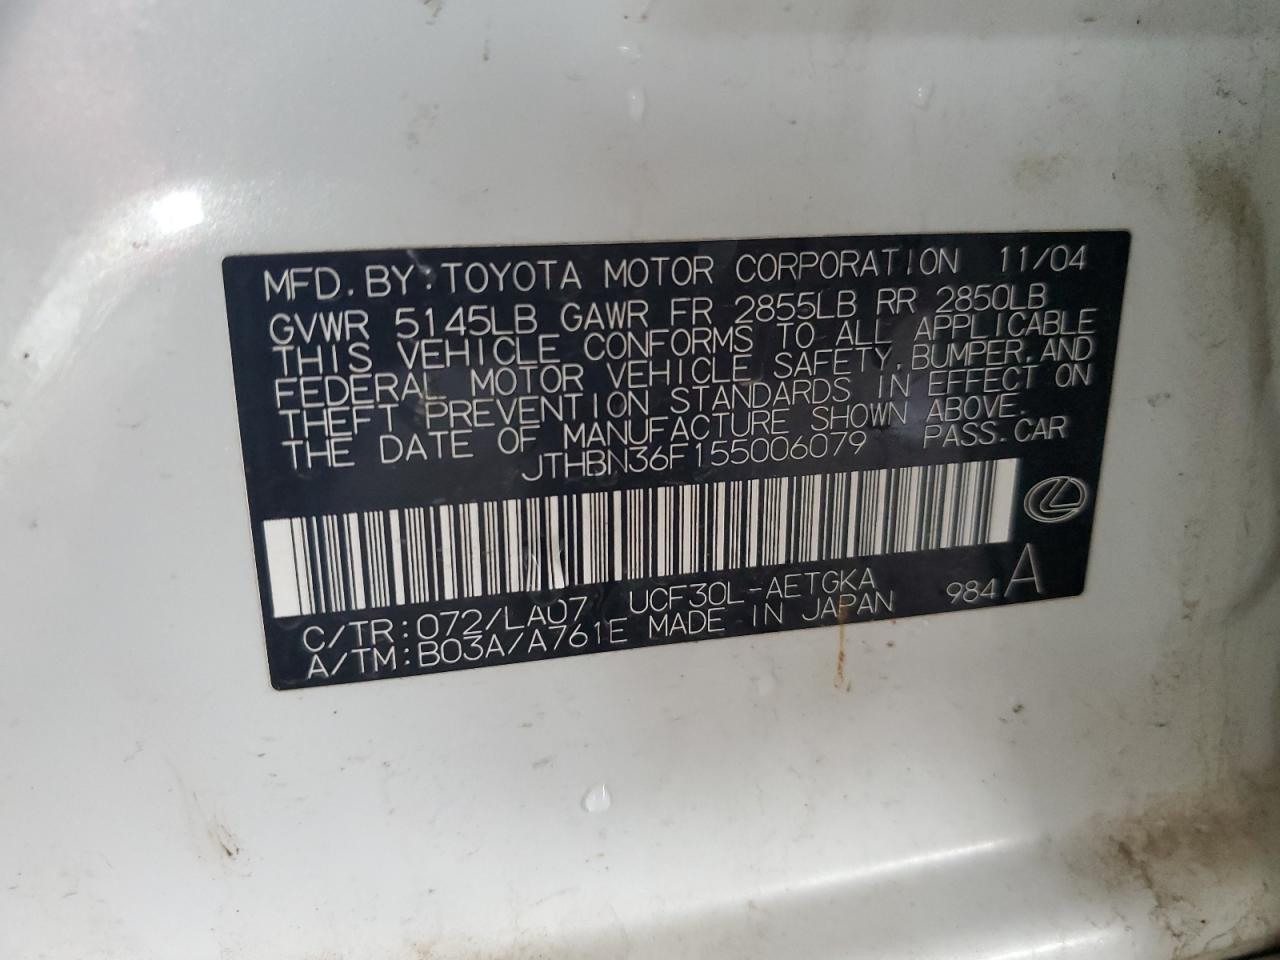 MFD. BY: TOYOTA MOTOR CORPORATION 11/04
GVWR 5145LB GAWR FR 2855LB RR 2850LB
THIS VEHICLE CONFORMS TO ALL APPLICABLE
FEDERAL MOTOR VEHICLE SAFETY, BUMPER, AND
THEFT PREVENTION STANDARDS IN EFFECT ON
THE DATE OF MANUFACTURE SHOWN ABOVE.
JTHBN36F155006079 PASS. CAR
C/TR: 072/LA07 UCF30L-AETGKA 984 A
A/TM: B03A/A761E MADE IN JAPAN